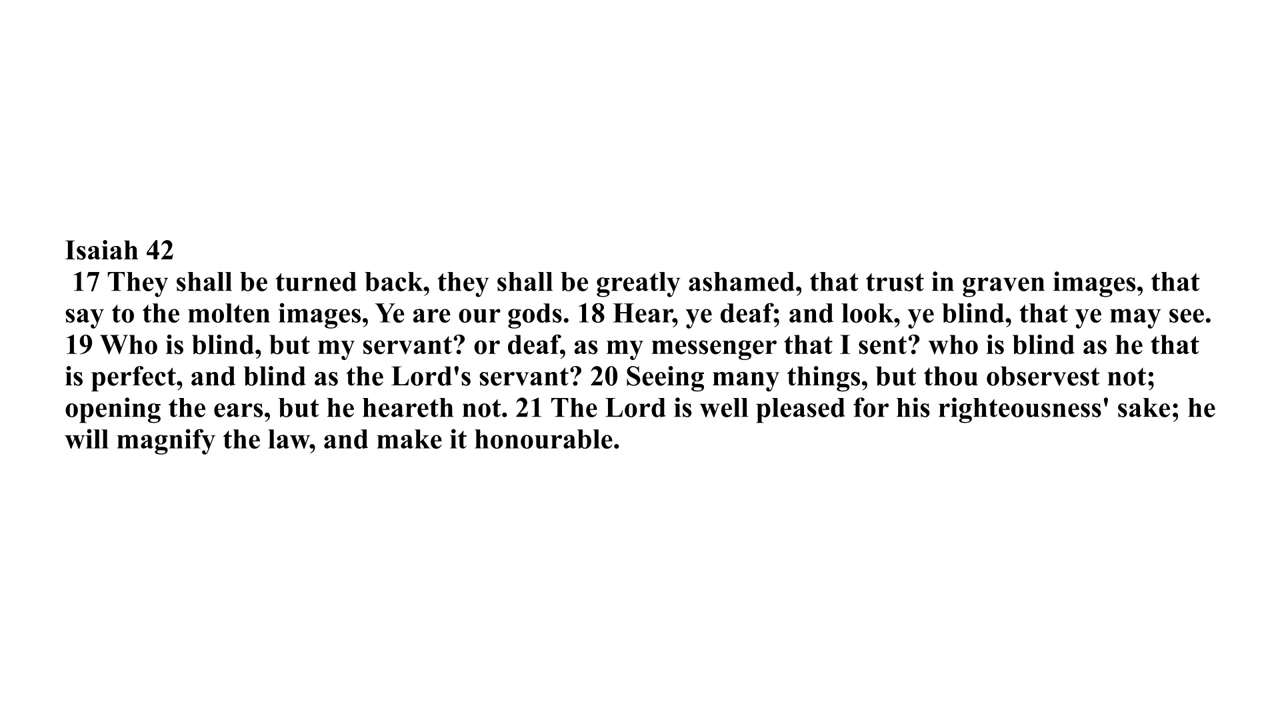 Isaiah 42
17 They shall be turned back, they shall be greatly ashamed, that trust in graven images, that
say to the molten images, Ye are our gods. 18 Hear, ye deaf; and look, ye blind, that ye may see.
19 Who is blind, but my servant? or deaf, as my messenger that I sent? who is blind as he that
is perfect, and blind as the Lord's servant? 20 Seeing many things, but thou observest not;
opening the ears, but he heareth not. 21 The Lord is well pleased for his righteousness' sake; he
will magnify the law, and make it honourable.